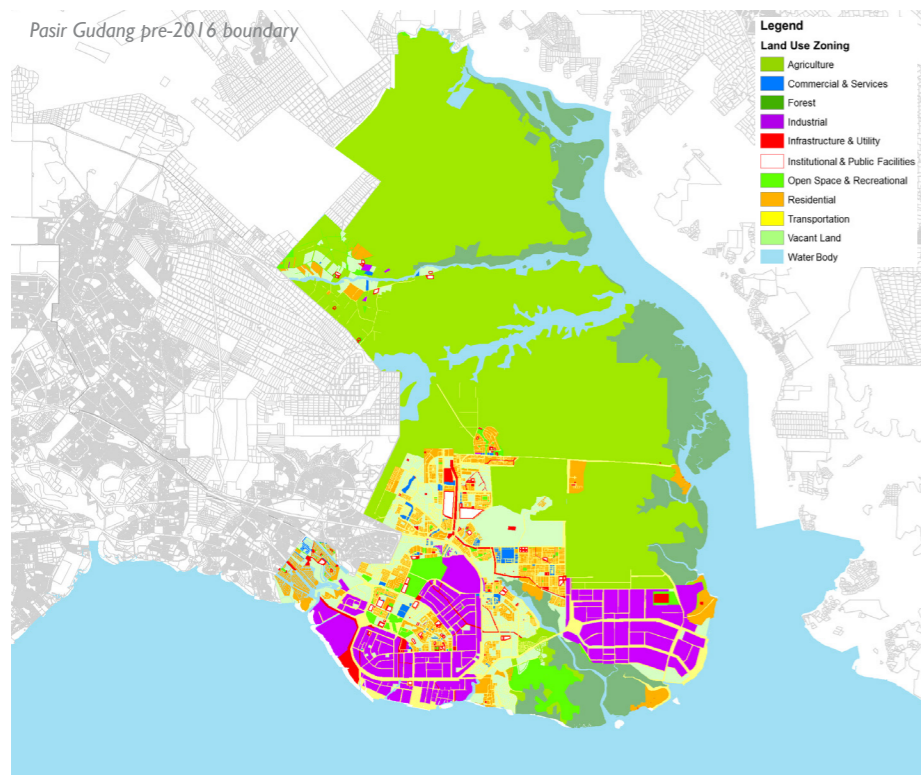 Pasir Gudang pre-2016 boundary
Legend
Land Use Zoning
Agriculture
Commercial & Services
Forest
Industrial
Infrastructure & Utility
Institutional & Public Facilities
Open Space & Recreational
Residential
Transportation
Vacant Land
Water Body